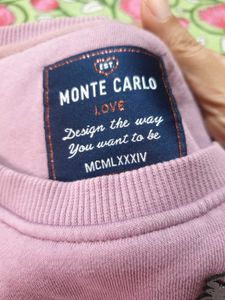 EST
MONTE CARLO
LOVE
Design the way
You want to be
MCMLXXXIV